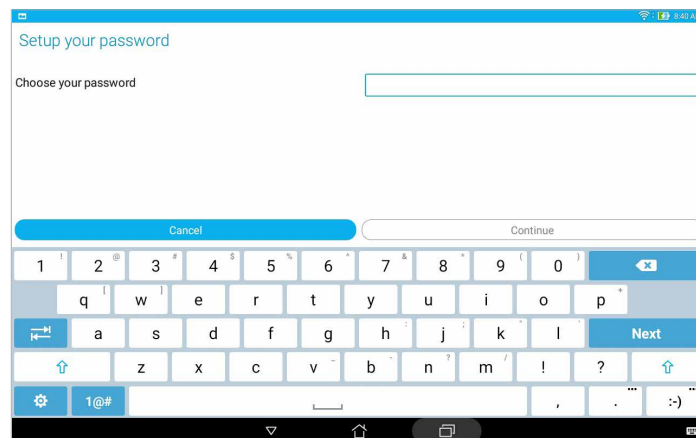 8:40 A
Setup your password
Choose your password
Cancel
Continue
1 ! 2 @ 3 # 4 $ 5 % 6 ^ 7 & 8 * 9 ( 0 )
q [ w ] e r t y u i o p +
a s d f g h : j ; k " l ' Next
z x c v _ b - n ? m / ! ?
1@# , . ... :-) ...